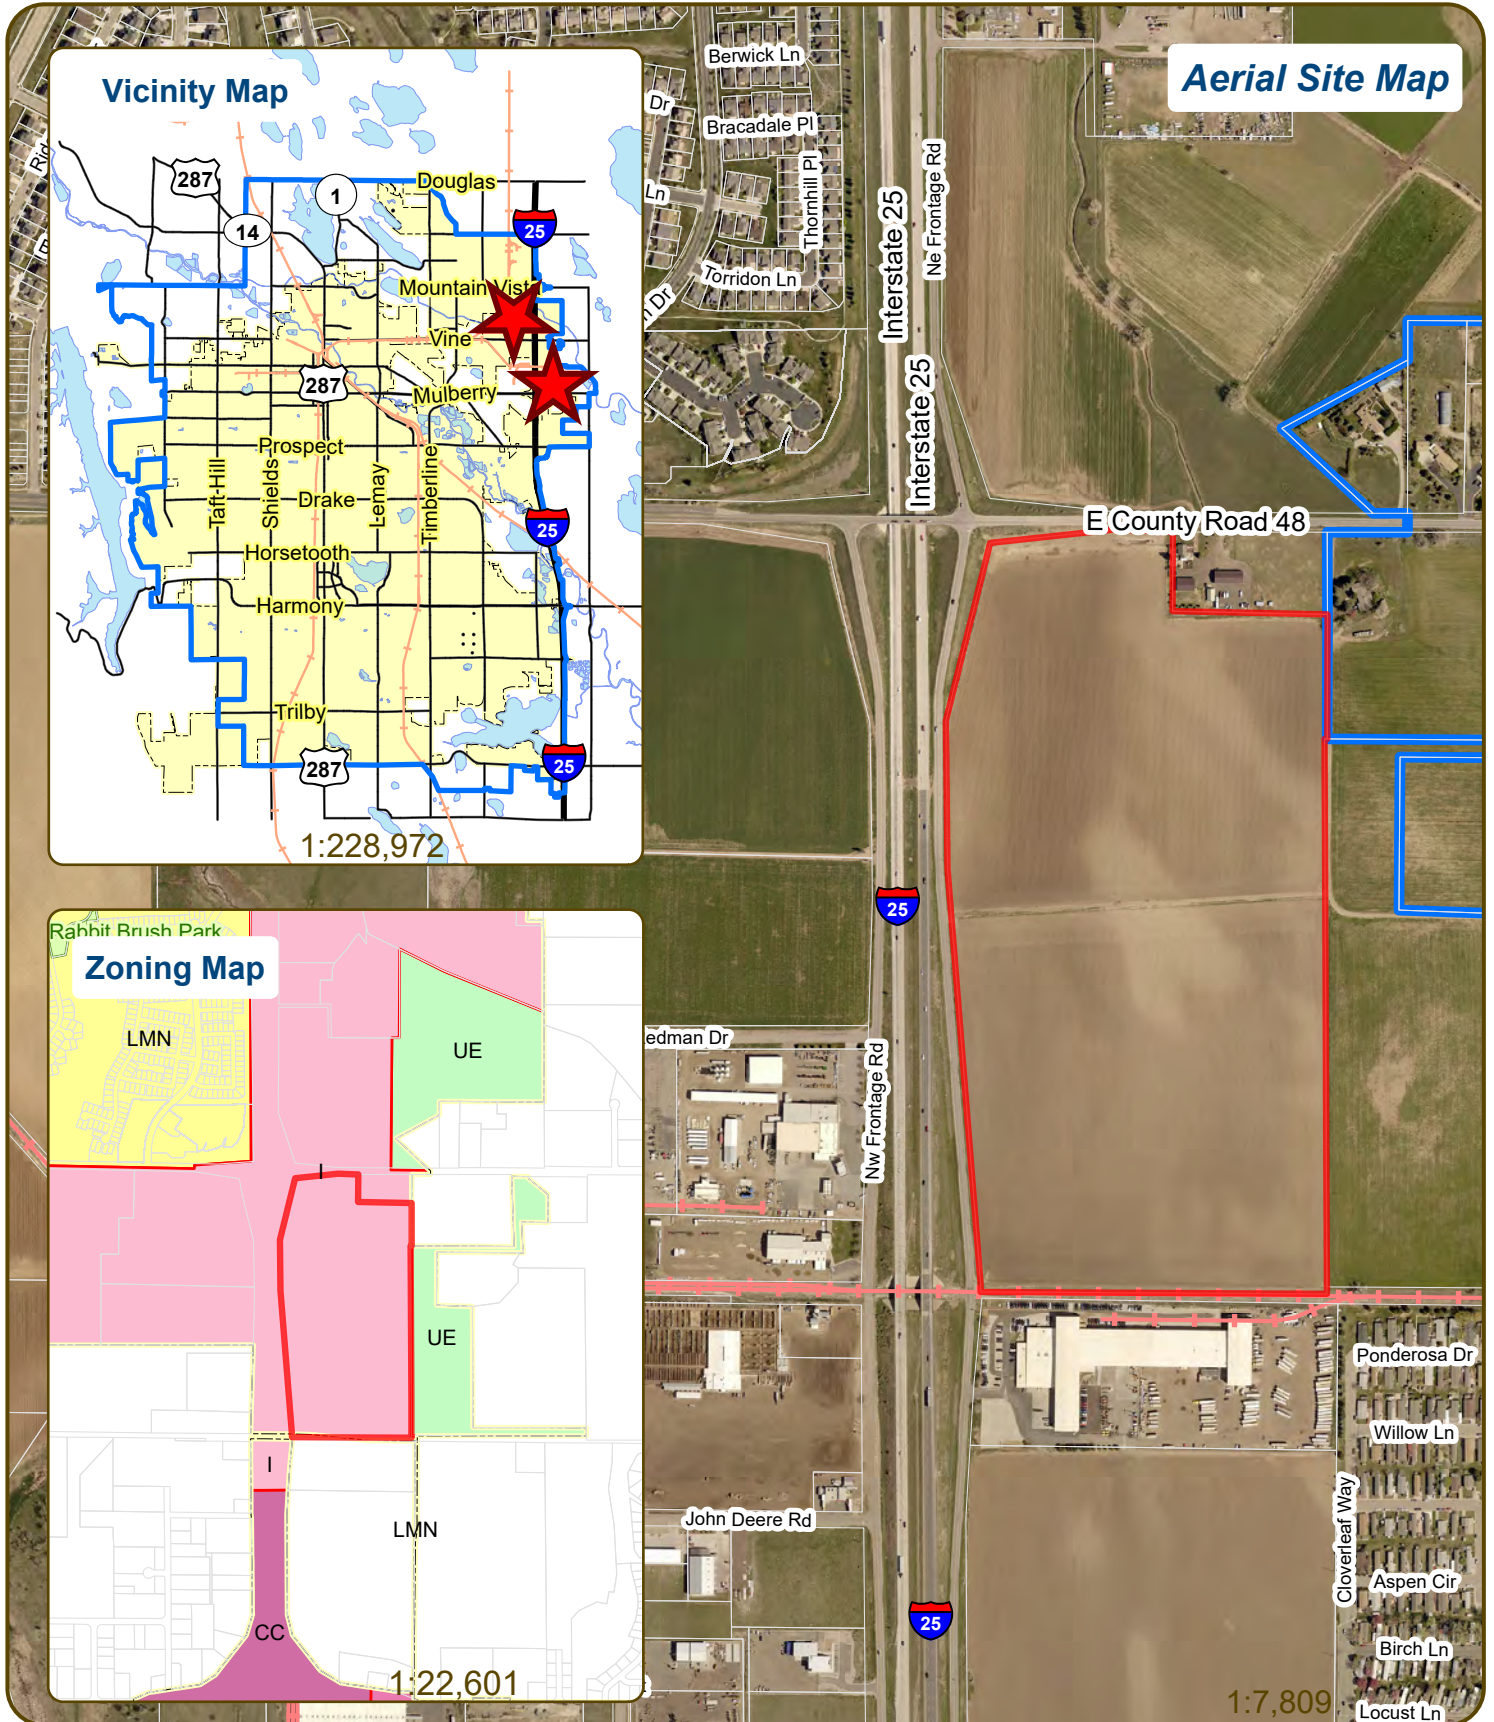 Aerial Site Map
Vicinity Map
287
1
14
Douglas
25
Mountain Vista
Vine
287
Mulberry
Prospect
Taft-Hill
Shields
Drake
Lemay
Timberline
25
Horsetooth
Harmony
Trilby
287
25
1:228,972
Rabbit Brush Park
Zoning Map
LMN
UE
I
UE
I
LMN
CC
1:22,601
Berwick Ln
Dr
Bracadale Pl
Thornhill Pl
Ln
Torridon Ln
Dr
Interstate 25
Ne Frontage Rd
Interstate 25
E County Road 48
25
edman Dr
Nw Frontage Rd
John Deere Rd
25
Ponderosa Dr
Willow Ln
Cloverleaf Way
Aspen Cir
Birch Ln
Locust Ln
1:7,809